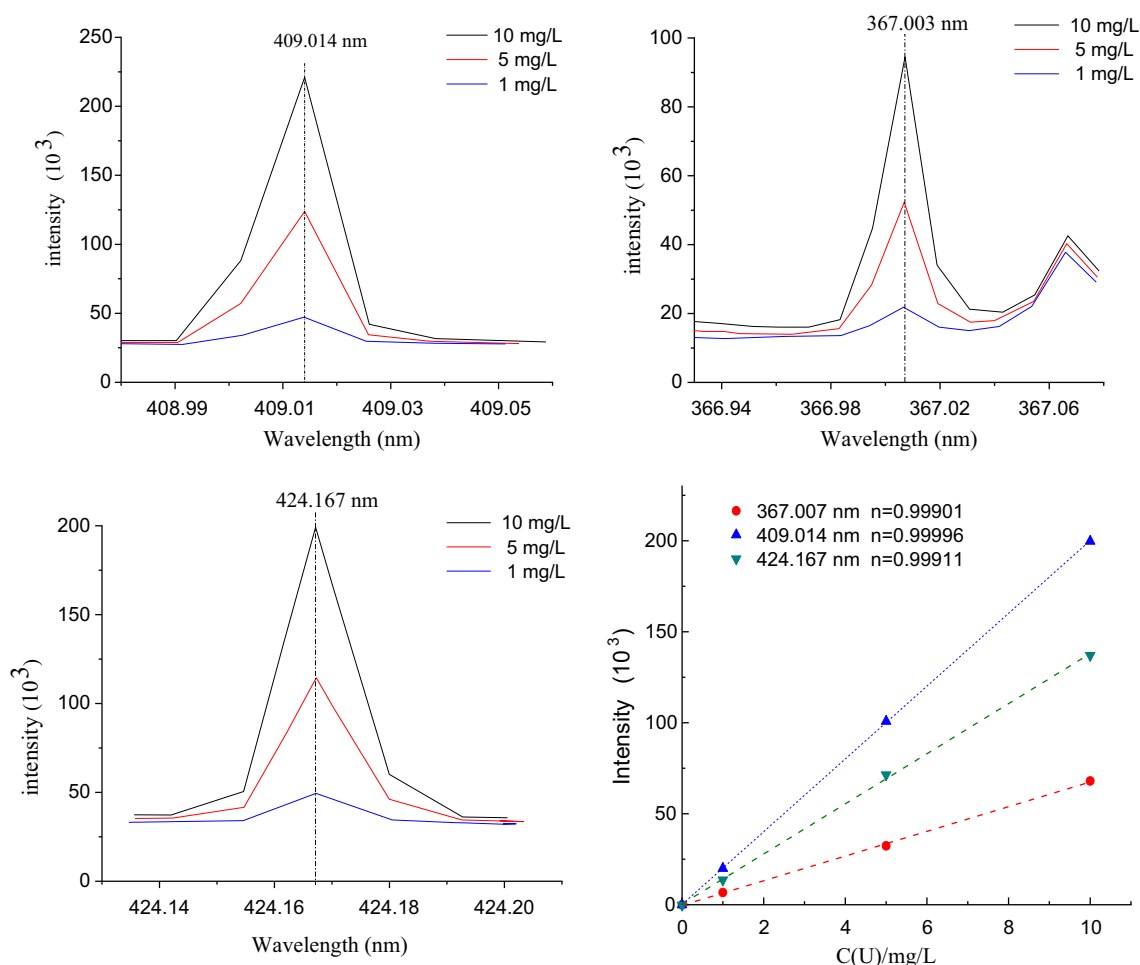 409.014 nm
10 mg/L
5 mg/L
1 mg/L
250
200
150
100
50
0
intensity (10^3)
408.99 409.01 409.03 409.05
Wavelength (nm)
367.003 nm
10 mg/L
5 mg/L
1 mg/L
100
80
60
40
20
0
intensity (10^3)
366.94 366.98 367.02 367.06
Wavelength (nm)
424.167 nm
10 mg/L
5 mg/L
1 mg/L
200
150
100
50
0
intensity (10^3)
424.14 424.16 424.18 424.20
Wavelength (nm)
367.007 nm n=0.99901
409.014 nm n=0.99996
424.167 nm n=0.99911
200
150
100
50
0
Intensity (10^3)
0 2 4 6 8 10
C(U)/mg/L